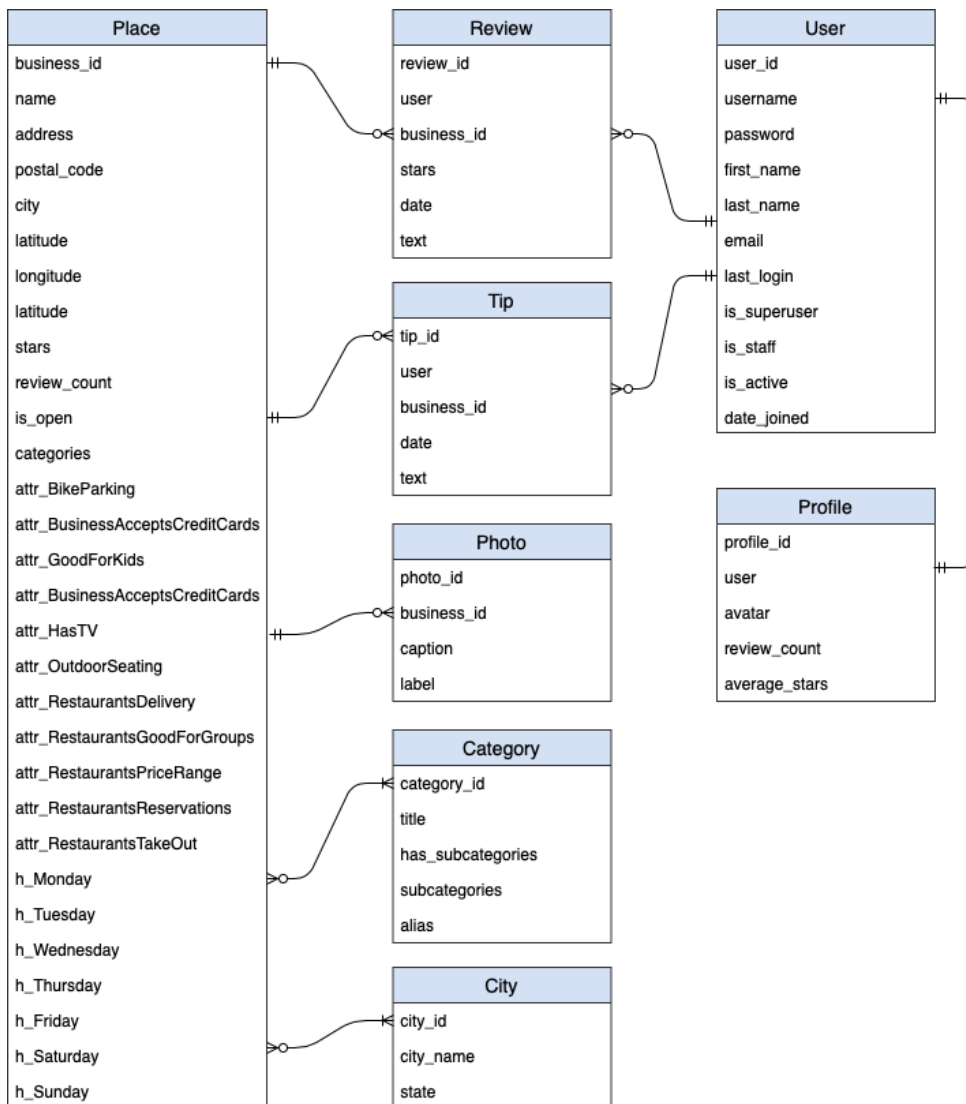 Place
business_id
name
address
postal_code
city
latitude
longitude
latitude
stars
review_count
is_open
categories
attr_BikeParking
attr_BusinessAcceptsCreditCards
attr_GoodForKids
attr_BusinessAcceptsCreditCards
attr_HasTV
attr_OutdoorSeating
attr_RestaurantsDelivery
attr_RestaurantsGoodForGroups
attr_RestaurantsPriceRange
attr_RestaurantsReservations
attr_RestaurantsTakeOut
h_Monday
h_Tuesday
h_Wednesday
h_Thursday
h_Friday
h_Saturday
h_Sunday
Review
review_id
user
business_id
stars
date
text
Tip
tip_id
user
business_id
date
text
Photo
photo_id
business_id
caption
label
Category
category_id
title
has_subcategories
subcategories
alias
City
city_id
city_name
state
User
user_id
username
password
first_name
last_name
email
last_login
is_superuser
is_staff
is_active
date_joined
Profile
profile_id
user
avatar
review_count
average_stars